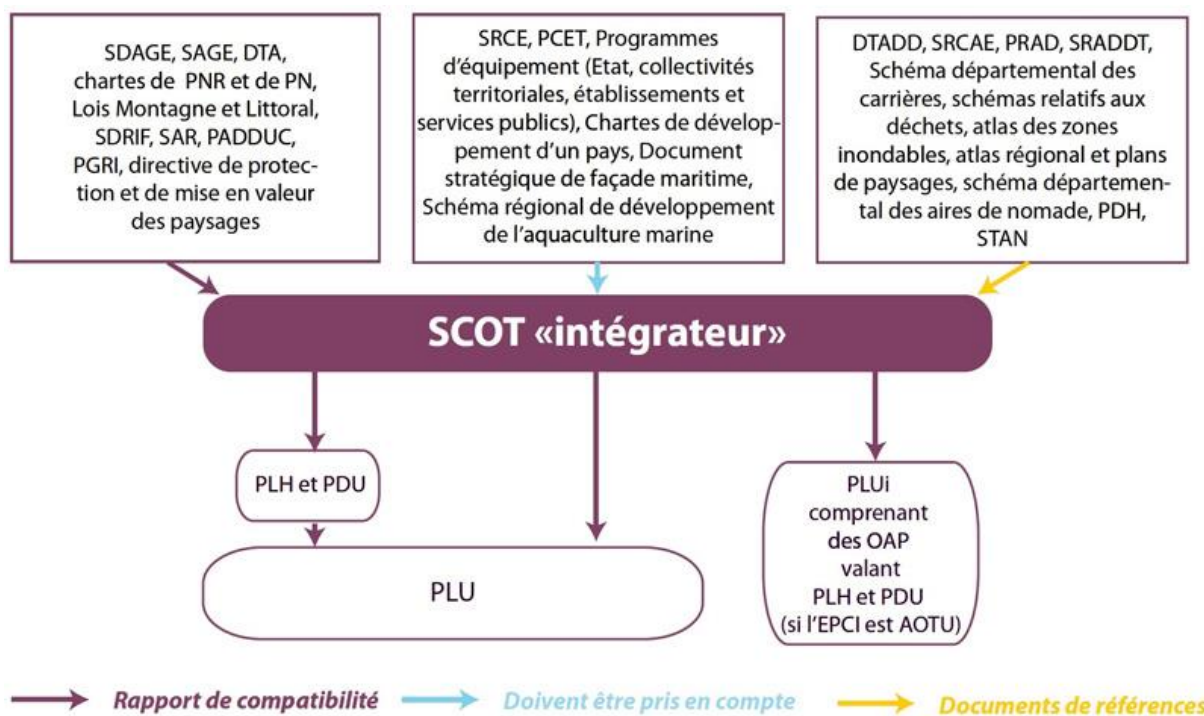 SDAGE, SAGE, DTA,
chartes de PNR et de PN,
Lois Montagne et Littoral,
SDRIF, SAR, PADDUC,
PGRI, directive de protec-
tion et de mise en valeur
des paysages
SRCE, PCET, Programmes
d’équipement (Etat, collectivités
territoriales, établissements et
services publics), Chartes de dévelop-
pement d’un pays, Document
stratégique de façade maritime,
Schéma régional de développement
de l’aquaculture marine
DTADD, SRCAE, PRAD, SRADDT,
Schéma départemental des
carrières, schémas relatifs aux
déchets, atlas des zones
inondables, atlas régional et plans
de paysages, schéma départemen-
tal des aires de nomade, PDH,
STAN
SCOT «intégrateur»
PLH et PDU
PLU
PLUi
comprenant
des OAP
valant
PLH et PDU
(si l’EPCI est AOTU)
Rapport de compatibilité
Doivent être pris en compte
Documents de références